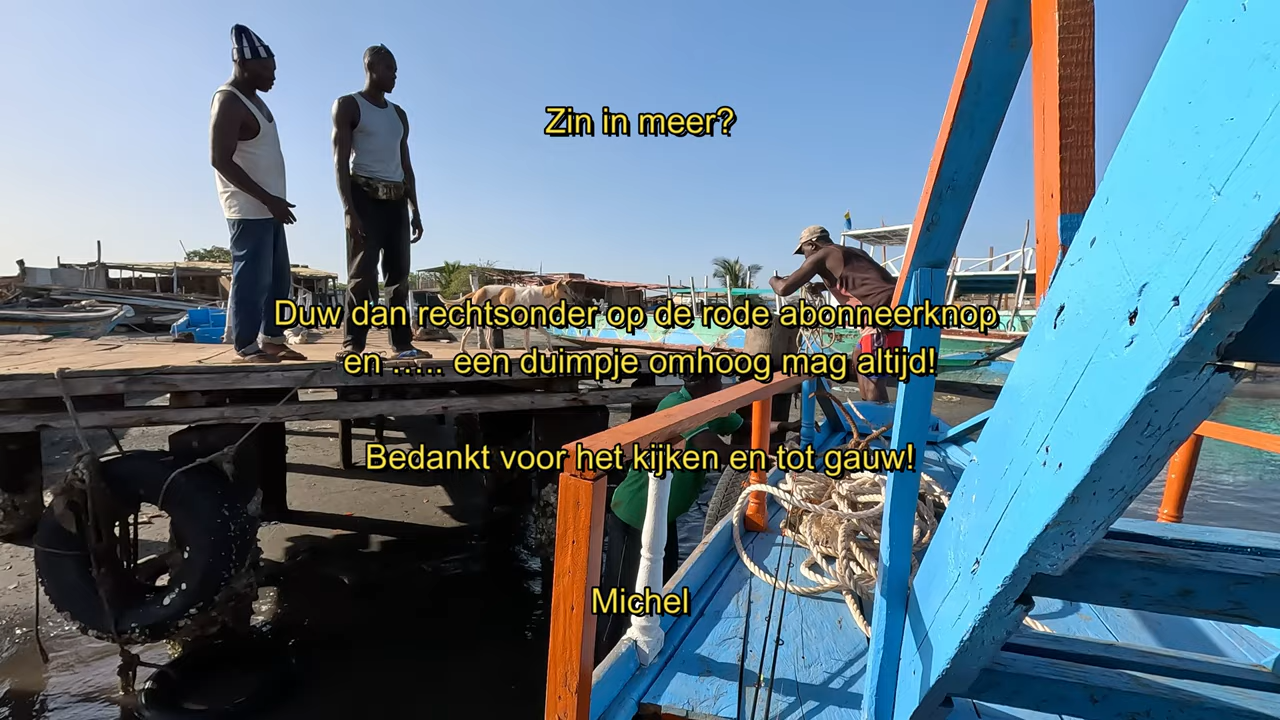 Zin in meer?
Duw dan rechtsonder op de rode abonneerknop
en ..... een duimpje omhoog mag altijd!
Bedankt voor het kijken en tot gauw!
Michel